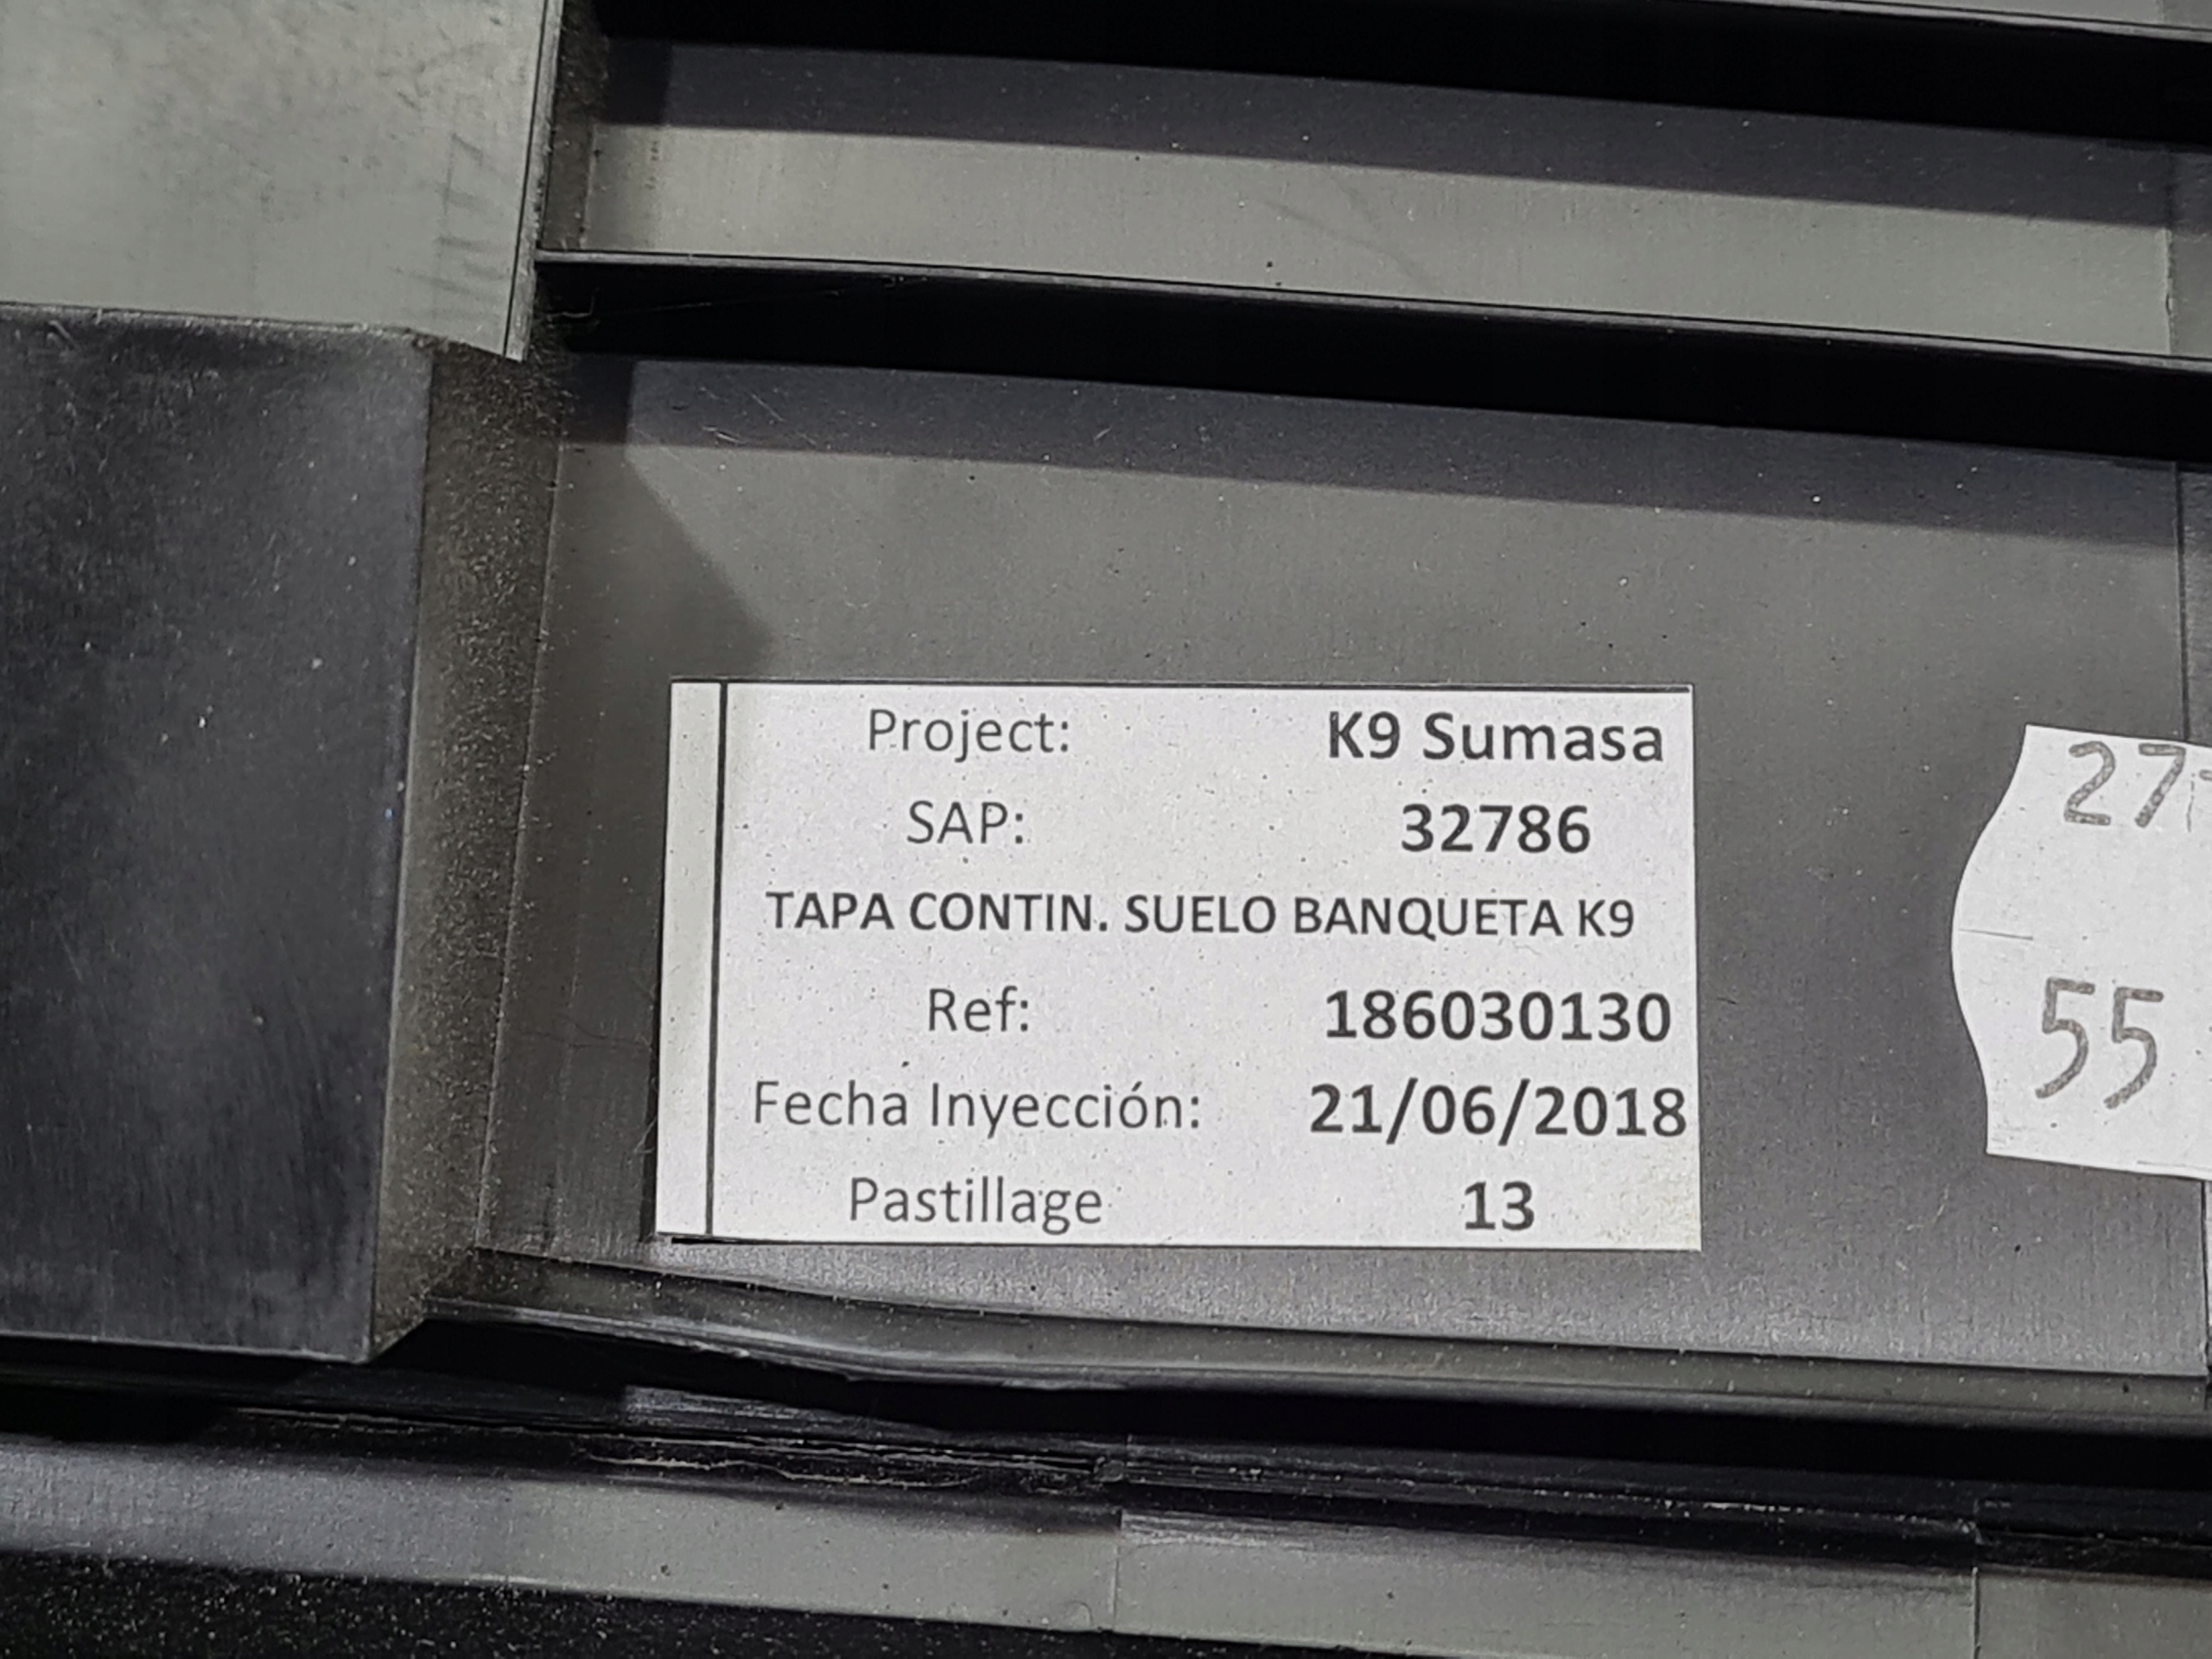 Project: K9 Sumasa
SAP: 32786
TAPA CONTIN. SUELO BANQUETA K9
Ref: 186030130
Fecha Inyección: 21/06/2018
Pastillage 13
27
55